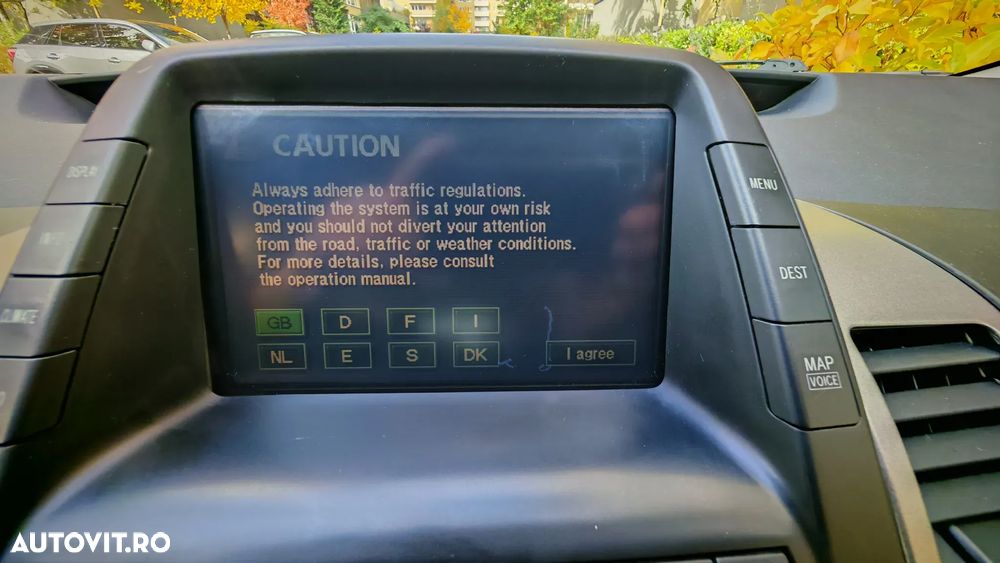 CAUTION
Always adhere to traffic regulations.
Operating the system is at your own risk
and you should not divert your attention
from the road, traffic or weather conditions.
For more details, please consult
the operation manual.
GB D F I
NL E S DK I agree
DISPLAY
CLIMATE
MENU
DEST
MAP
VOICE
AUTOVIT.RO